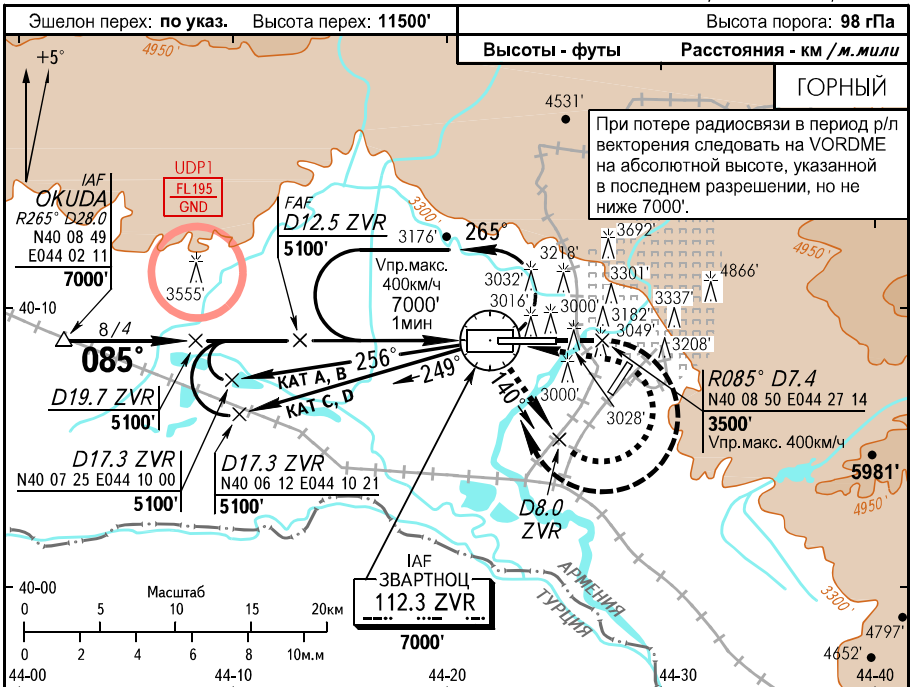 Эшелон перех: по указ. Высота перех: 11500'
Высота порога: 98 гПа
Высоты - футы Расстояния - км / м.мили
ГОРНЫЙ
При потере радиосвязи в период р/л
векторения следовать на VORDME
на абсолютной высоте, указанной
в последнем разрешении, но не
ниже 7000'.
4950'
+5°
4531'
IAF
OKUDA
R265° D28.0
N40 08 49
E044 02 11
7000'
UDP1
FL195
GND
3555'
FAF
D12.5 ZVR
5100'
3300'
3176'
265°
Vпр.макс.
400км/ч
7000'
1мин
3218'
3692'
3032'
3016'
3301'
4866'
3000'
3182'
3337'
3049'
3208'
3000'
3028'
40-10
8/4
085°
256°
КАТ A, B
249°
КАТ C, D
140°
D19.7 ZVR
5100'
D17.3 ZVR
N40 07 25 E044 10 00
5100'
D17.3 ZVR
N40 06 12 E044 10 21
5100'
R085° D7.4
N40 08 50 E044 27 14
3500'
Vпр.макс. 400км/ч
5981'
4950'
D8.0
ZVR
IAF
ЗВАРТНОЦ
112.3 ZVR
7000'
АРМЕНИЯ
ТУРЦИЯ
3300'
4797'
4652'
40-00
Масштаб
0 5 10 15 20км
0 2 4 6 8 10м.м
44-00 44-10 44-20 44-30 44-40